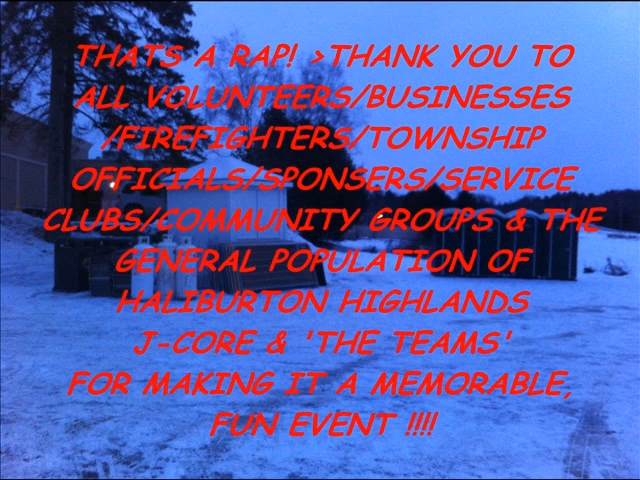 THATS A RAP! >THANK YOU TO
ALL VOLUNTEERS/BUSINESSES
/FIREFIGHTERS/TOWNSHIP
OFFICIALS/SPONSERS/SERVICE
CLUBS/COMMUNITY GROUPS & THE
GENERAL POPULATION OF
HALIBURTON HIGHLANDS
J-CORE & 'THE TEAMS'
FOR MAKING IT A MEMORABLE,
FUN EVENT !!!!